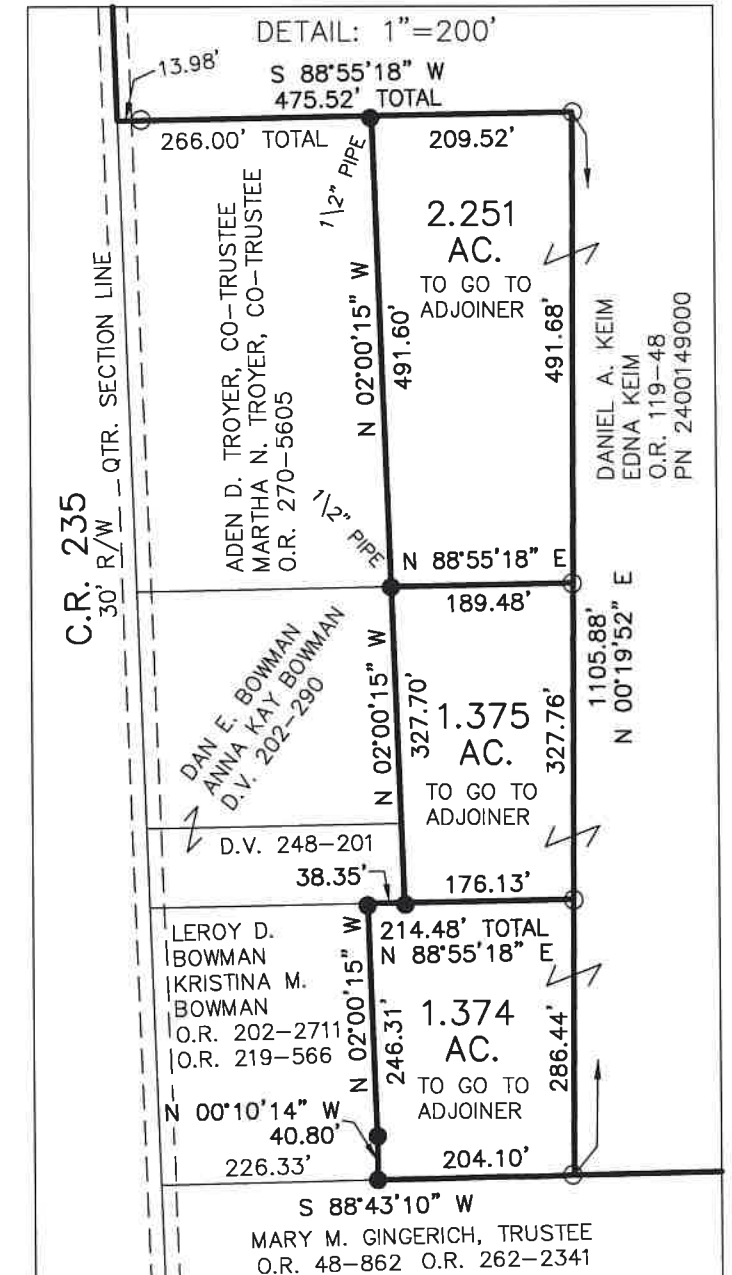 DETAIL: 1"=200'
13.98'
S 88°55'18" W
475.52' TOTAL
266.00' TOTAL
209.52'
1\2" PIPE
2.251
AC.
TO GO TO
ADJOINER
ADEN D. TROYER, CO-TRUSTEE
MARTHA N. TROYER, CO-TRUSTEE
O.R. 270-5605
N 02°00'15" W
491.60'
491.68'
DANIEL A. KEIM
EDNA KEIM
O.R. 119-48
PN 2400149000
C.R. 235
30' R/W
QTR. SECTION LINE
1/2" PIPE
N 88°55'18" E
189.48'
1105.88'
N 00°19'52" E
DAN E. BOWMAN
ANNA KAY BOWMAN
D.V. 202-290
N 02°00'15" W
327.70'
1.375
AC.
TO GO TO
ADJOINER
327.76'
D.V. 248-201
38.35'
176.13'
214.48' TOTAL
N 88°55'18" E
LEROY D.
BOWMAN
KRISTINA M.
BOWMAN
O.R. 202-2711
O.R. 219-566
N 02°00'15" W
246.31'
1.374
AC.
TO GO TO
ADJOINER
286.44'
N 00°10'14" W
40.80'
226.33'
204.10'
S 88°43'10" W
MARY M. GINGERICH, TRUSTEE
O.R. 48-862 O.R. 262-2341